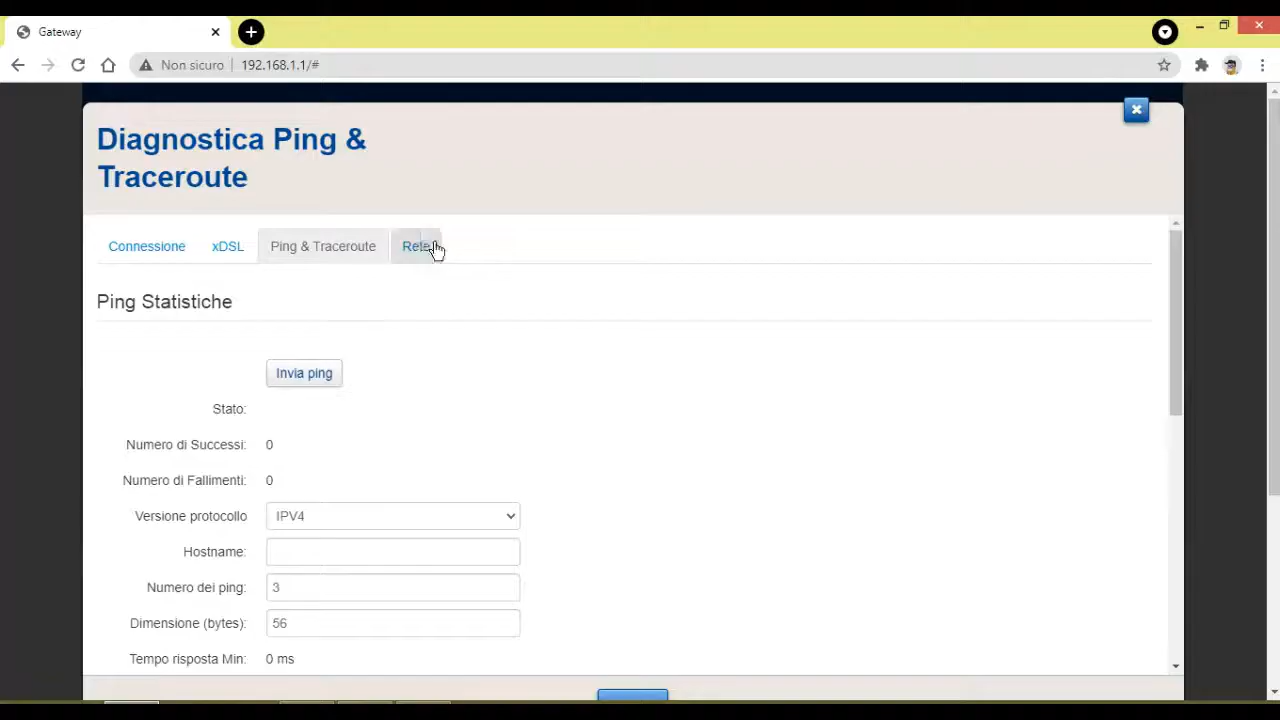 Gateway
Non sicuro
192.168.1.1/#
Diagnostica Ping &
Traceroute
Connessione
xDSL
Ping & Traceroute
Rete
Ping Statistiche
Invia ping
Stato:
Numero di Successi: 0
Numero di Fallimenti: 0
Versione protocollo IPV4
Hostname:
Numero dei ping: 3
Dimensione (bytes): 56
Tempo risposta Min: 0 ms